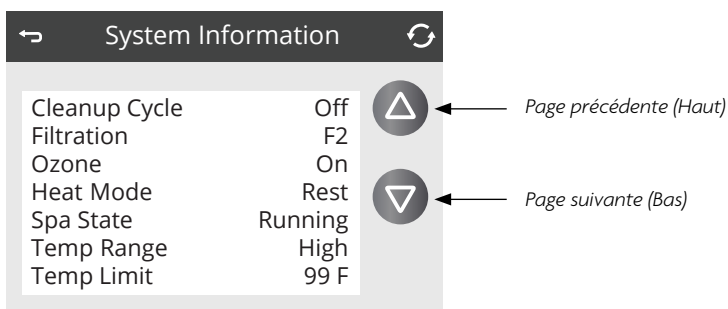 System Information
Cleanup Cycle Off
Filtration F2
Ozone On
Heat Mode Rest
Spa State Running
Temp Range High
Temp Limit 99 F
Page précédente (Haut)
Page suivante (Bas)